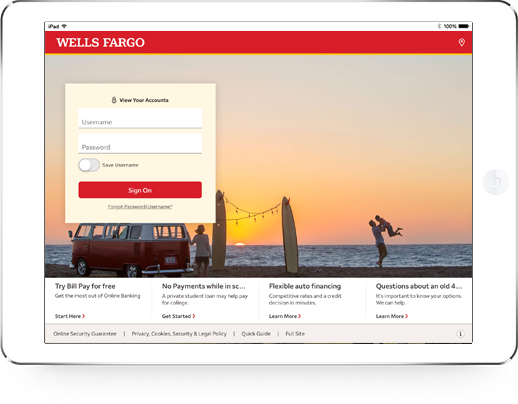 iPad
100%
WELLS FARGO
View Your Accounts
Username
Password
Save Username
Sign On
Forgot Password/Username?
Try Bill Pay for free
Get the most out of Online Banking
Start Here
No Payments while in sc...
A private student loan may help pay
for college.
Get Started
Flexible auto financing
Competitive rates and a credit
decision in minutes.
Learn More
Questions about an old 4...
It's important to know your options.
We can help.
Learn More
Online Security Guarantee | Privacy, Cookies, Security & Legal Policy | Quick Guide | Full Site